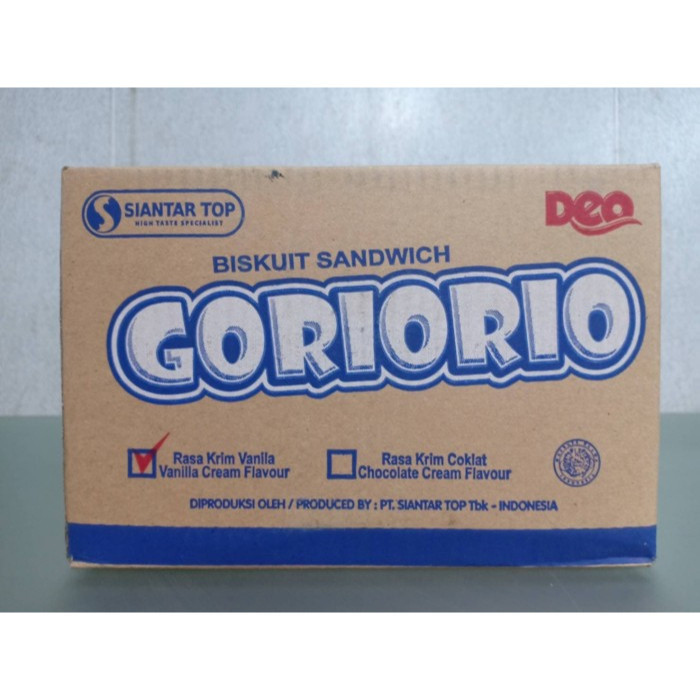 SIANTAR TOP
HIGH TASTE SPECIALIST
Deo
BISKUIT SANDWICH
GORIORIO
Rasa Krim Vanila
Vanilla Cream Flavour
Rasa Krim Coklat
Chocolate Cream Flavour
DIPRODUKSI OLEH / PRODUCED BY : PT. SIANTAR TOP Tbk - INDONESIA